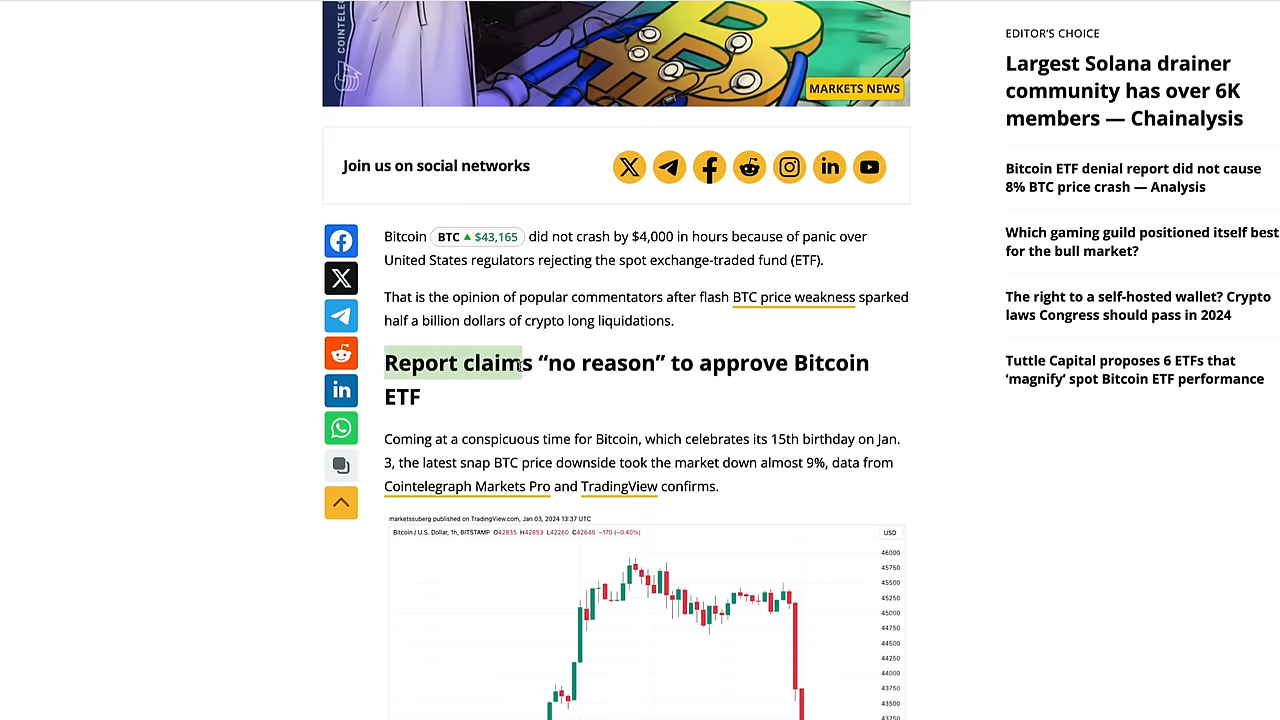 COINTELE
MARKETS NEWS
Join us on social networks
Bitcoin BTC ▲ $43,165 did not crash by $4,000 in hours because of panic over
United States regulators rejecting the spot exchange-traded fund (ETF).
That is the opinion of popular commentators after flash BTC price weakness sparked
half a billion dollars of crypto long liquidations.
Report claims “no reason” to approve Bitcoin
ETF
Coming at a conspicuous time for Bitcoin, which celebrates its 15th birthday on Jan.
3, the latest snap BTC price downside took the market down almost 9%, data from
Cointelegraph Markets Pro and TradingView confirms.
marketssuberg published on TradingView.com, Jan 03, 2024 13:37 UTC
Bitcoin / U.S. Dollar, 1h, BITSTAMP O42835 H42853 L42260 C42646 −170 (−0.40%)
USD
46000
45750
45500
45250
45000
44750
44500
44250
44000
43750
43500
43250
EDITOR’S CHOICE
Largest Solana drainer
community has over 6K
members — Chainalysis
Bitcoin ETF denial report did not cause
8% BTC price crash — Analysis
Which gaming guild positioned itself best
for the bull market?
The right to a self-hosted wallet? Crypto
laws Congress should pass in 2024
Tuttle Capital proposes 6 ETFs that
‘magnify’ spot Bitcoin ETF performance